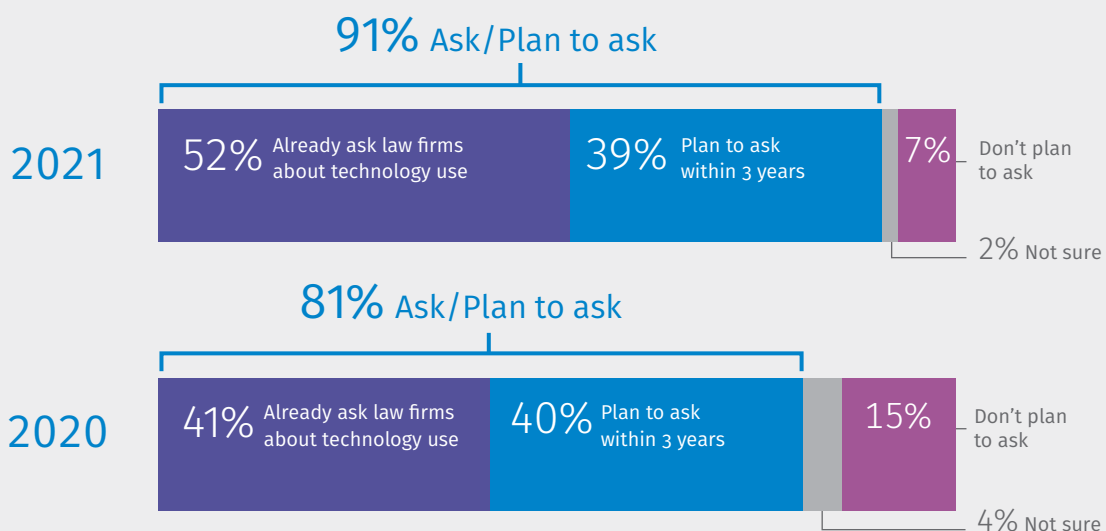 91% Ask/Plan to ask
2021
52% Already ask law firms
about technology use
39% Plan to ask
within 3 years
7%
Don't plan
to ask
2% Not sure
81% Ask/Plan to ask
2020
41% Already ask law firms
about technology use
40% Plan to ask
within 3 years
15%
Don't plan
to ask
4% Not sure